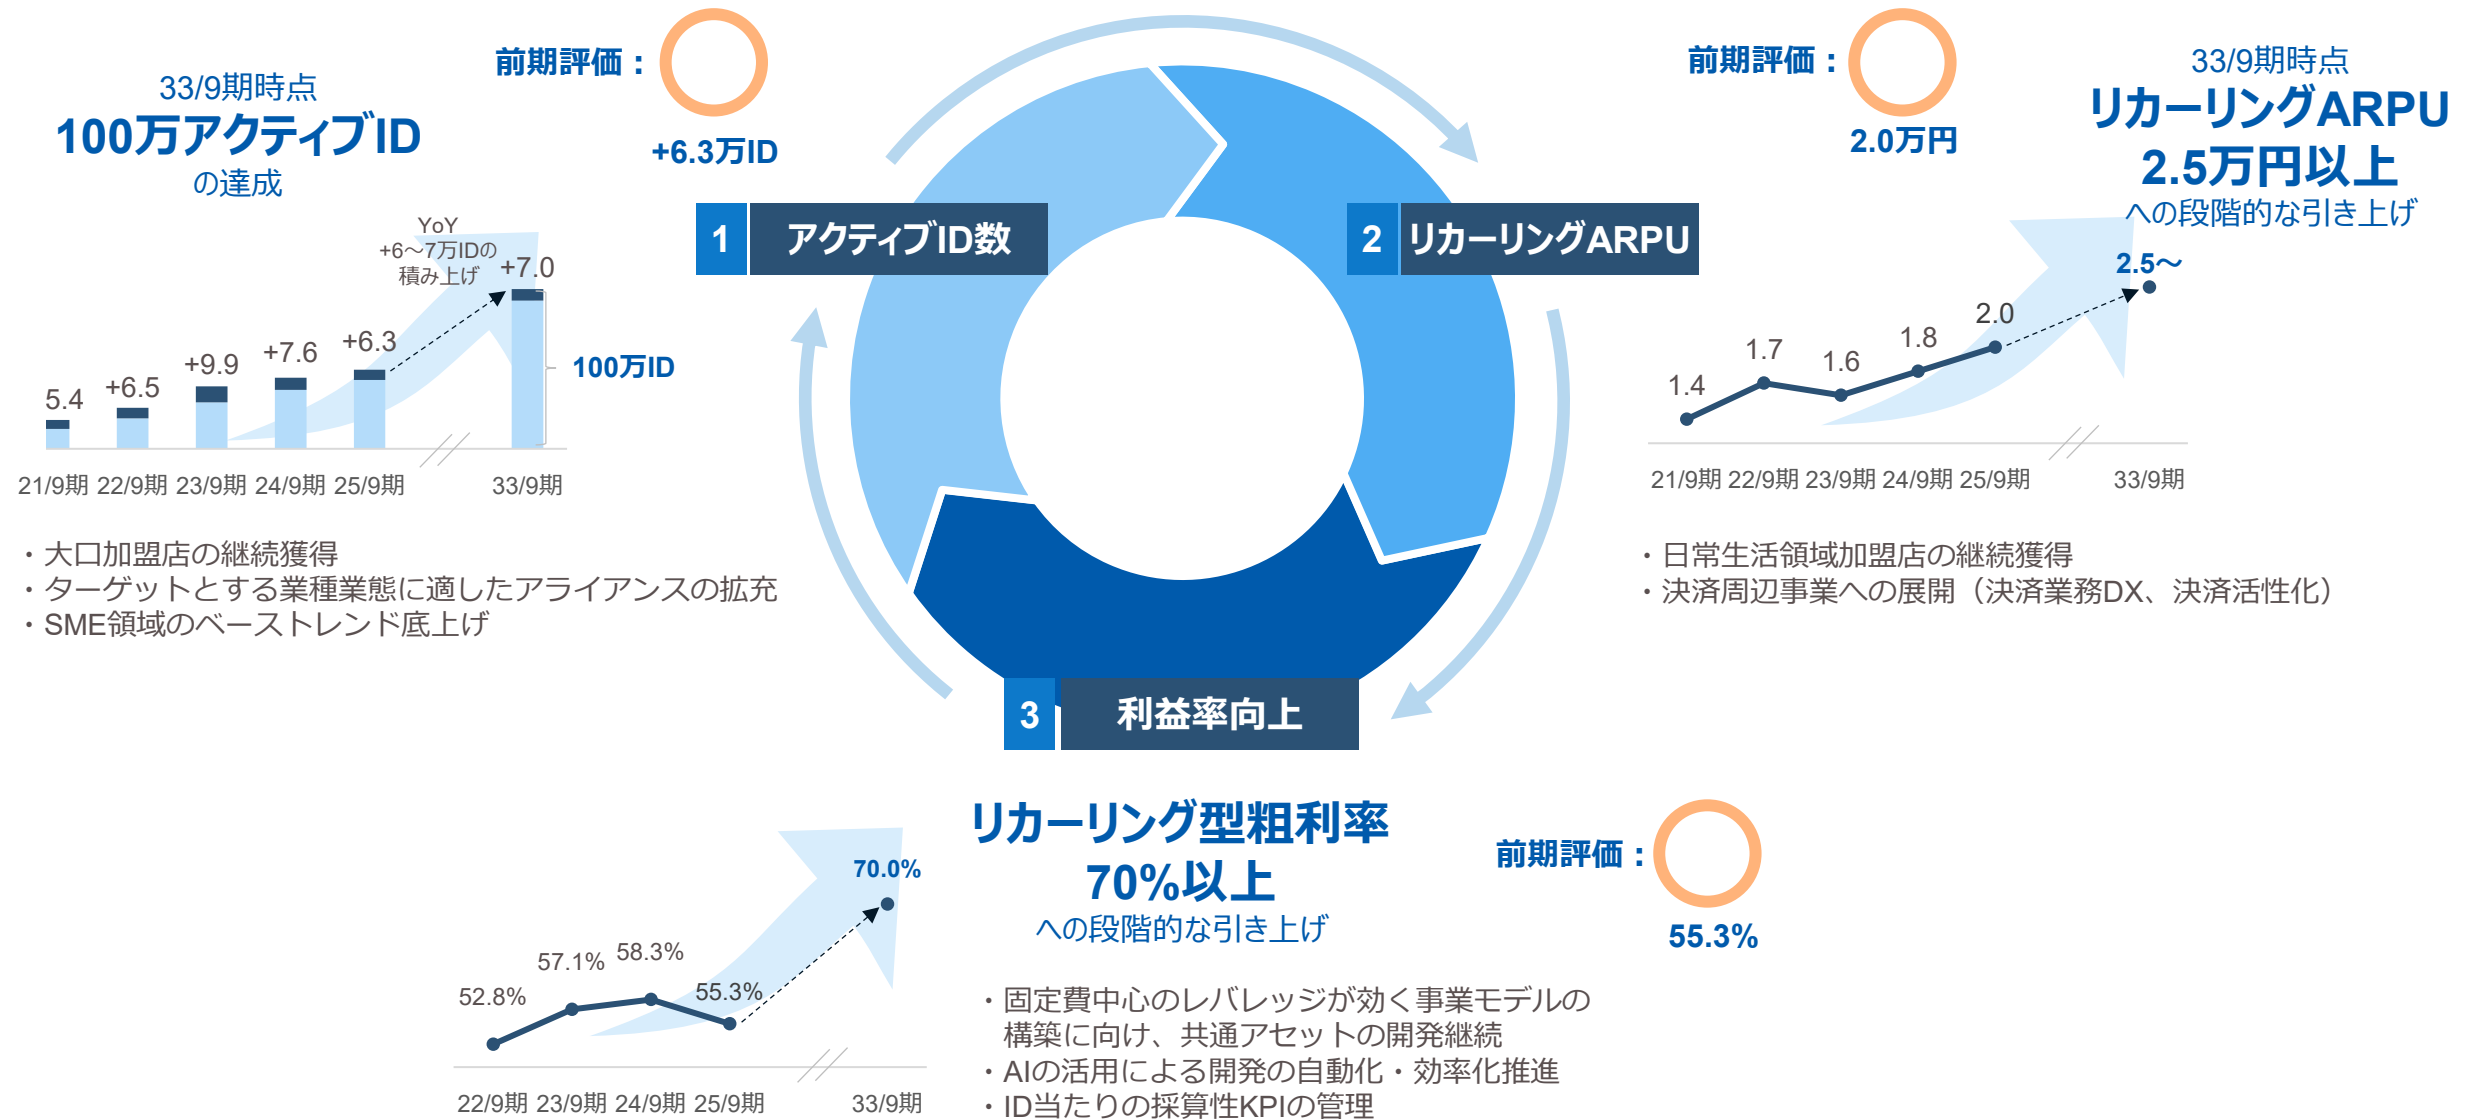 前期評価：
+6.3万ID
33/9期時点
100万アクティブID
の達成
YoY
+6～7万IDの
積み上げ
5.4
+6.5
+9.9
+7.6
+6.3
+7.0
100万ID
21/9期 22/9期 23/9期 24/9期 25/9期 33/9期
・大口加盟店の継続獲得
・ターゲットとする業種業態に適したアライアンスの拡充
・SME領域のベーストレンド底上げ
1 アクティブID数
2 リカーリングARPU
3 利益率向上
前期評価：
2.0万円
33/9期時点
リカーリングARPU
2.5万円以上
への段階的な引き上げ
1.4
1.7
1.6
1.8
2.0
2.5～
21/9期 22/9期 23/9期 24/9期 25/9期 33/9期
・日常生活領域加盟店の継続獲得
・決済周辺事業への展開（決済業務DX、決済活性化）
リカーリング型粗利率
70%以上
への段階的な引き上げ
前期評価：
55.3%
52.8%
57.1%
58.3%
55.3%
70.0%
22/9期 23/9期 24/9期 25/9期 33/9期
・固定費中心のレバレッジが効く事業モデルの
構築に向け、共通アセットの開発継続
・AIの活用による開発の自動化・効率化推進
・ID当たりの採算性KPIの管理